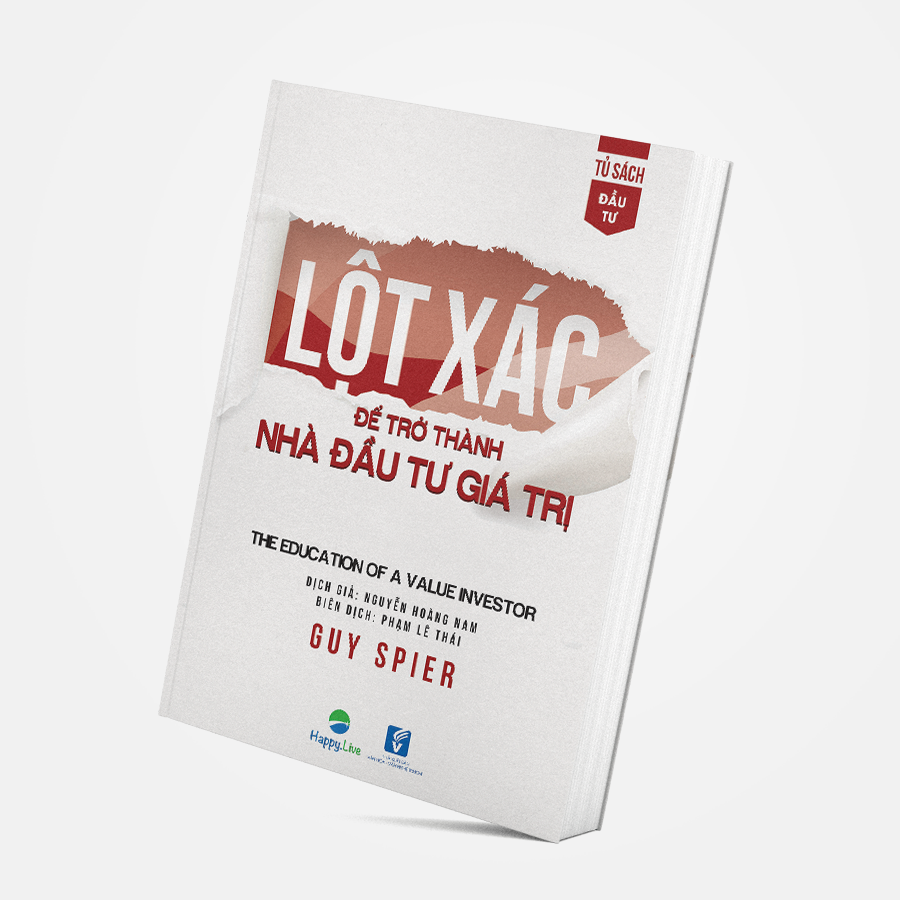 TỦ SÁCH
ĐẦU
TƯ
LỘT XÁC
ĐỂ TRỞ THÀNH
NHÀ ĐẦU TƯ GIÁ TRỊ
THE EDUCATION OF A VALUE INVESTOR
DỊCH GIẢ: NGUYỄN HOÀNG NAM
BIÊN DỊCH: PHẠM LÊ THÁI
GUY SPIER
Happy.Live